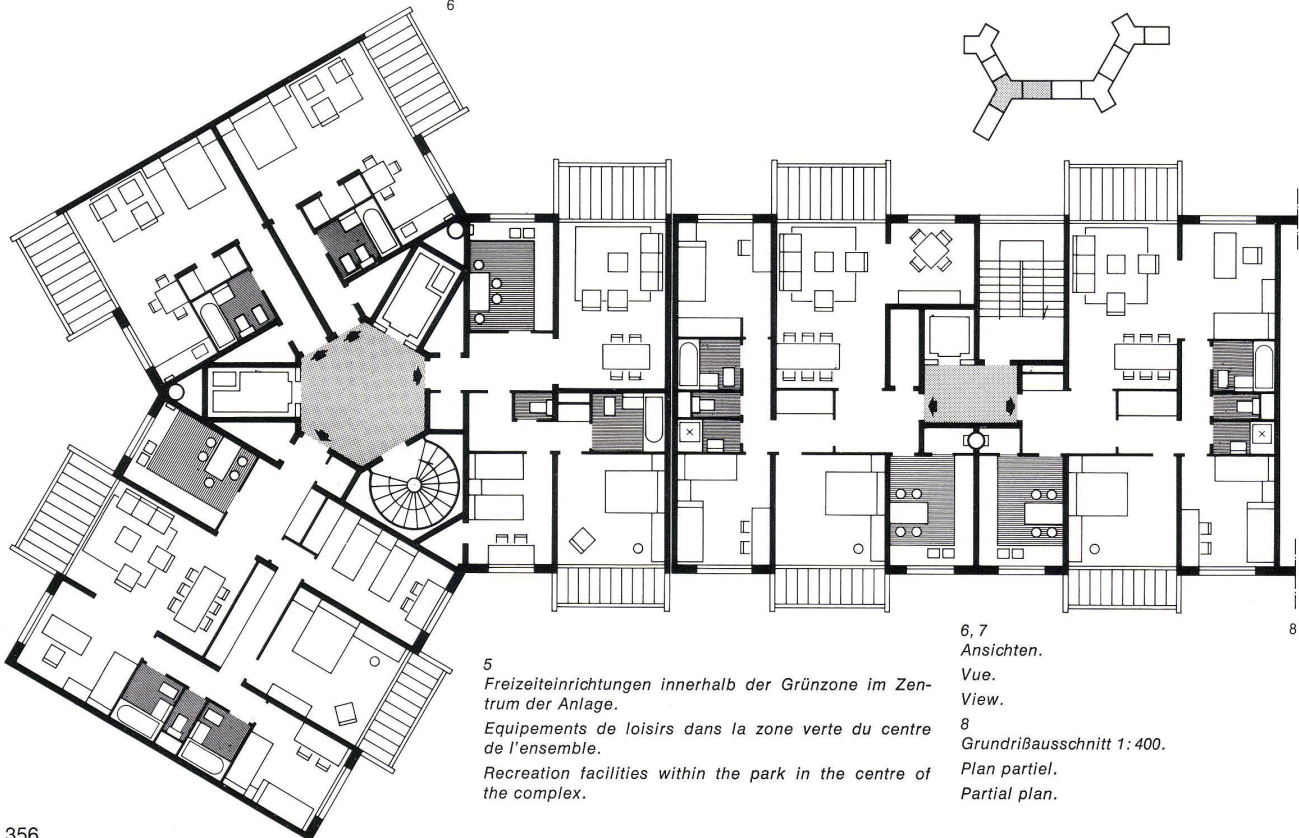 6
5
Freizeiteinrichtungen innerhalb der Grünzone im Zen-
trum der Anlage.
Equipements de loisirs dans la zone verte du centre
de l'ensemble.
Recreation facilities within the park in the centre of
the complex.
6, 7
Ansichten.
Vue.
View.
8
Grundrißausschnitt 1:400.
Plan partiel.
Partial plan.
8
356